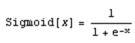 Sigmoid[x] = 1 / (1 + e^-x)